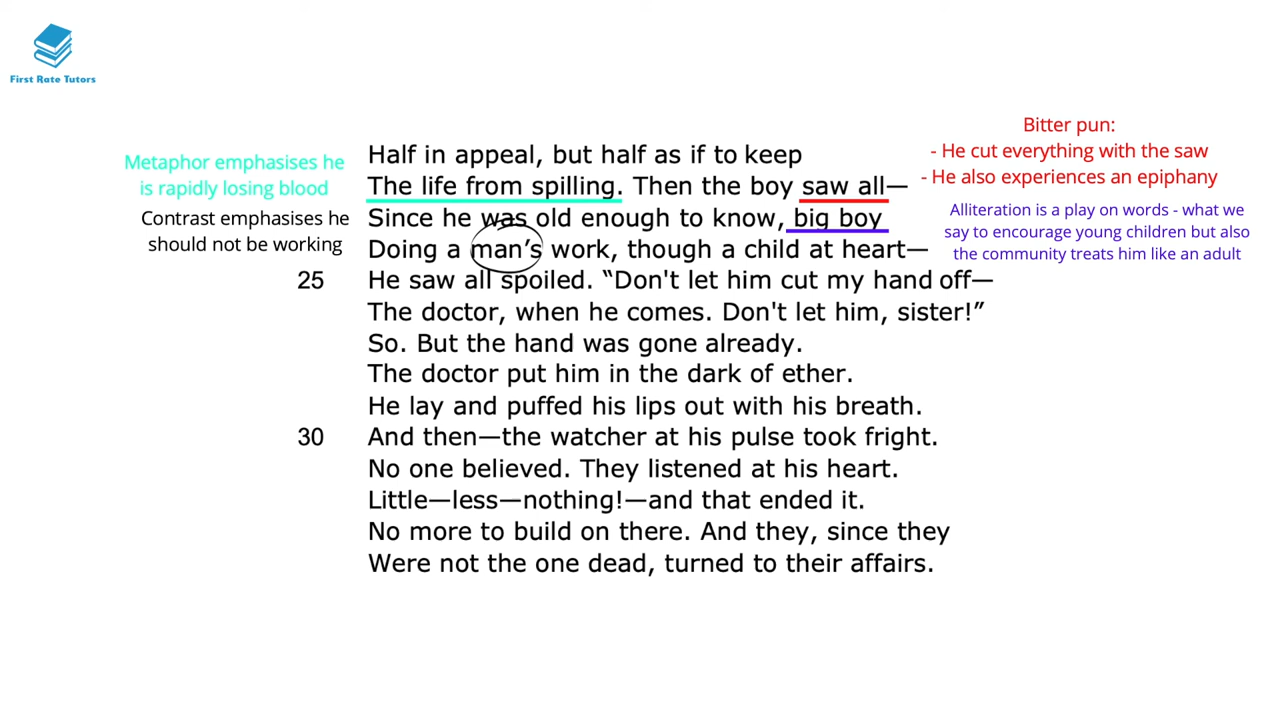 First Rate Tutors
Metaphor emphasises he
is rapidly losing blood
Contrast emphasises he
should not be working
Half in appeal, but half as if to keep
The life from spilling. Then the boy saw all—
Since he was old enough to know, big boy
Doing a man's work, though a child at heart—
25 He saw all spoiled. “Don't let him cut my hand off—
The doctor, when he comes. Don't let him, sister!”
So. But the hand was gone already.
The doctor put him in the dark of ether.
He lay and puffed his lips out with his breath.
30 And then—the watcher at his pulse took fright.
No one believed. They listened at his heart.
Little—less—nothing!—and that ended it.
No more to build on there. And they, since they
Were not the one dead, turned to their affairs.
Bitter pun:
- He cut everything with the saw
- He also experiences an epiphany
Alliteration is a play on words - what we
say to encourage young children but also
the community treats him like an adult